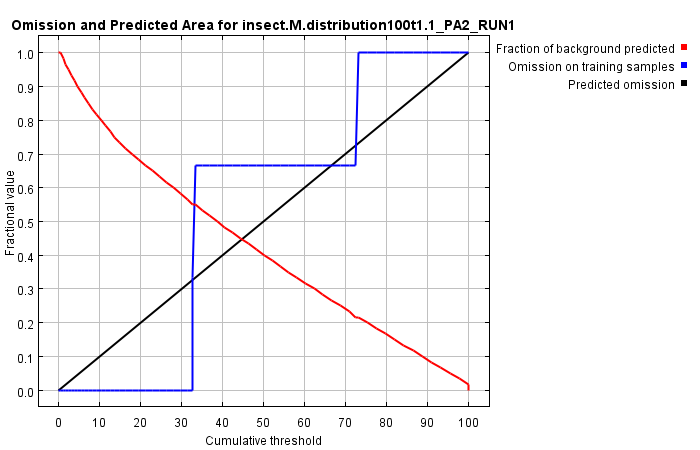 Omission and Predicted Area for insect.M.distribution100t1.1_PA2_RUN1
Fraction of background predicted
Omission on training samples
Predicted omission
Fractional value
1.0
0.9
0.8
0.7
0.6
0.5
0.4
0.3
0.2
0.1
0.0
0 10 20 30 40 50 60 70 80 90 100
Cumulative threshold